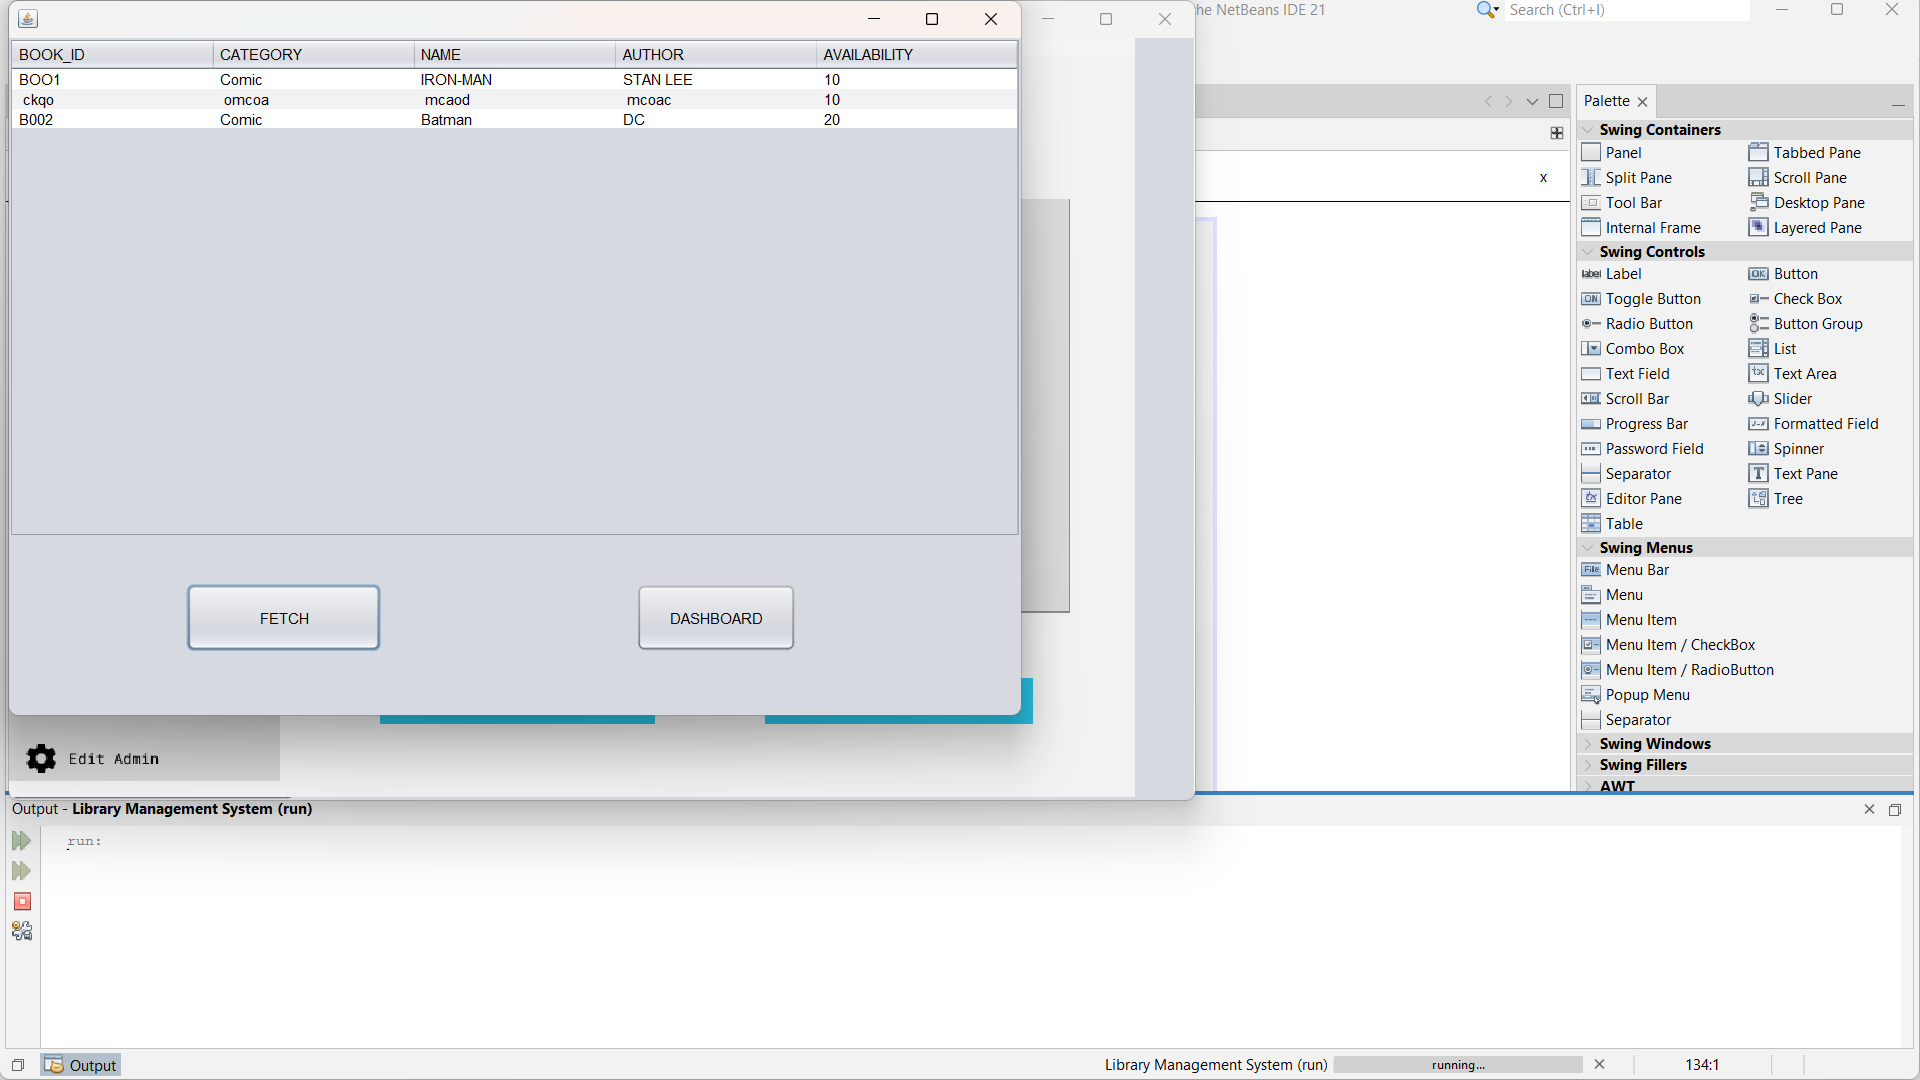 the NetBeans IDE 21
Search (Ctrl+I)
BOOK_ID CATEGORY NAME AUTHOR AVAILABILITY
BOO1 Comic IRON-MAN STAN LEE 10
ckqo omcoa mcaod mcoac 10
B002 Comic Batman DC 20
FETCH
DASHBOARD
Edit Admin
x
Palette
Swing Containers
Panel Tabbed Pane
Split Pane Scroll Pane
Tool Bar Desktop Pane
Internal Frame Layered Pane
Swing Controls
label Label OK Button
ON Toggle Button Check Box
Radio Button Button Group
Combo Box List
Text Field Text Area
Scroll Bar Slider
Progress Bar Formatted Field
Password Field Spinner
Separator T Text Pane
Editor Pane Tree
Table
Swing Menus
File Menu Bar
Menu
Menu Item
Menu Item / CheckBox
Menu Item / RadioButton
Popup Menu
Separator
Swing Windows
Swing Fillers
AWT
Output - Library Management System (run)
run:
Output
Library Management System (run)
running...
134:1